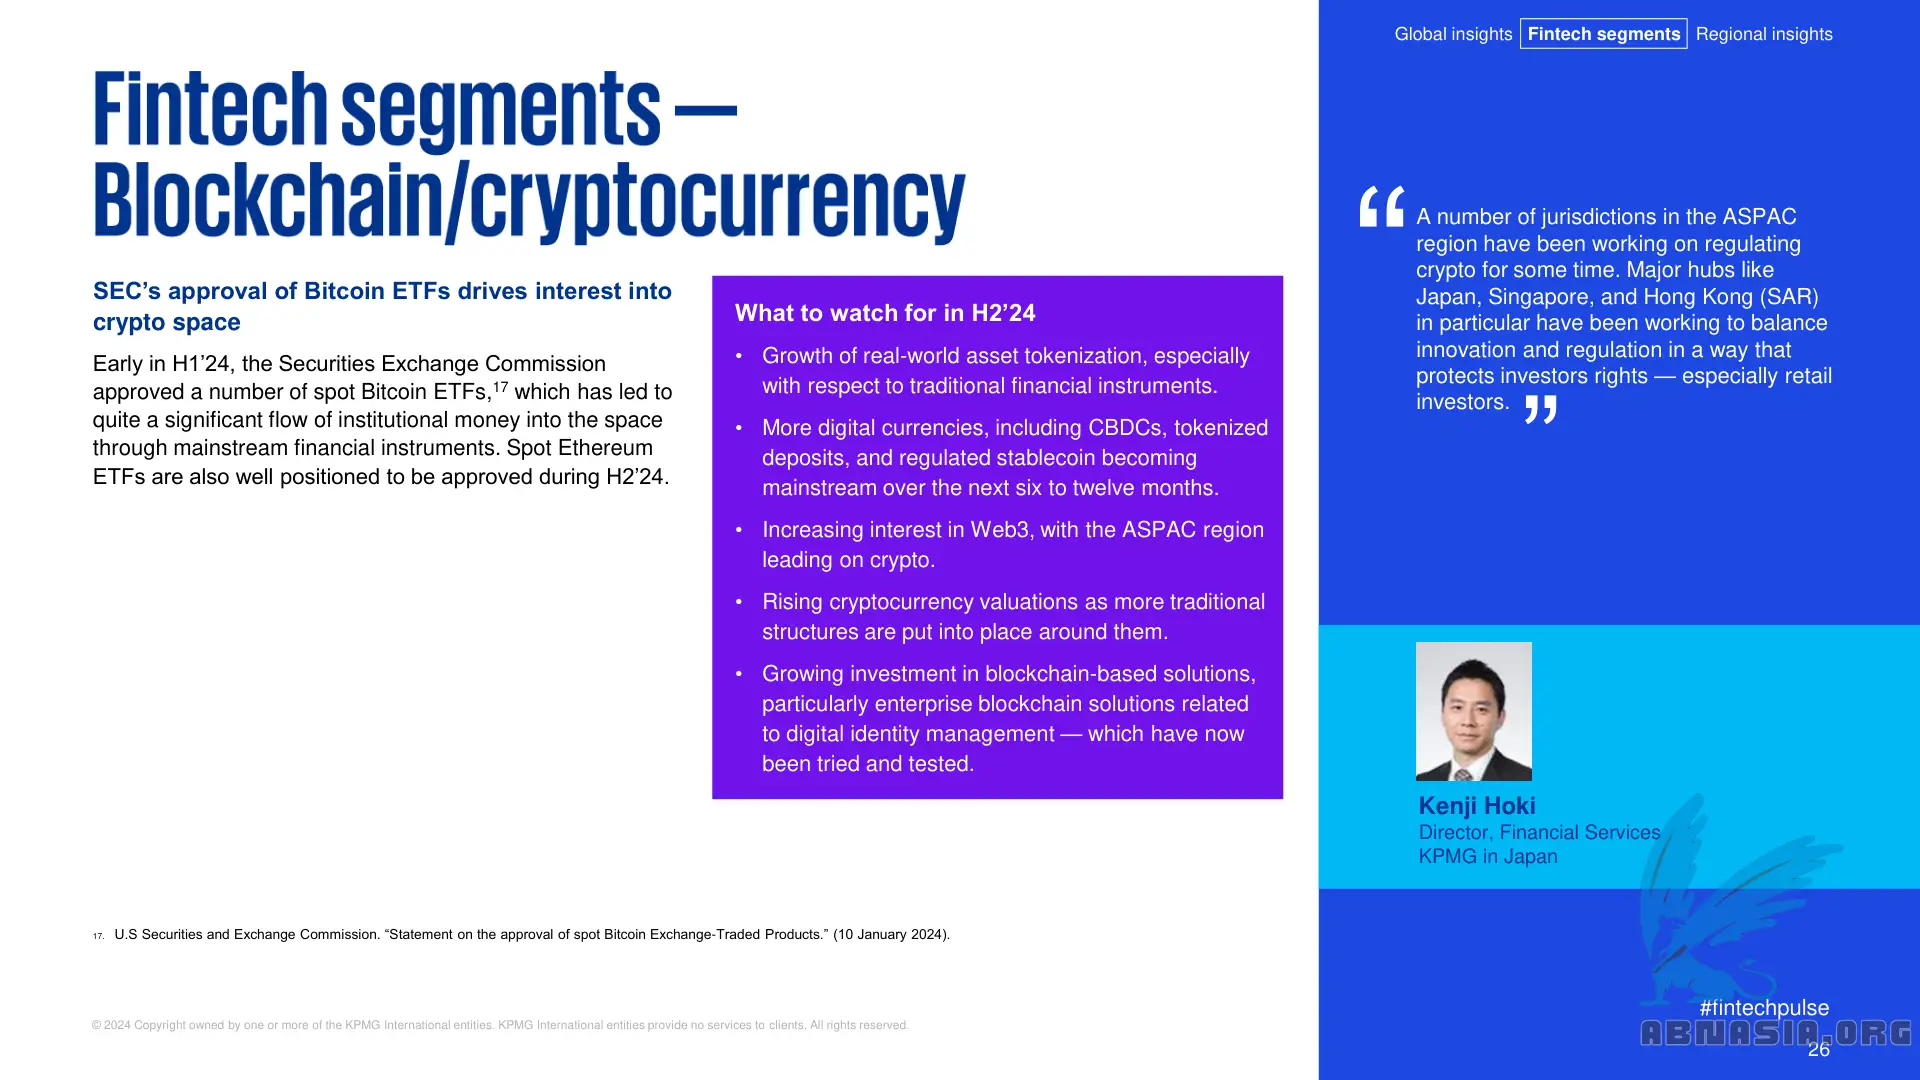 Global insights
Fintech segments
Regional insights
Fintech segments —
Blockchain/cryptocurrency
SEC’s approval of Bitcoin ETFs drives interest into
crypto space
Early in H1’24, the Securities Exchange Commission
approved a number of spot Bitcoin ETFs,17 which has led to
quite a significant flow of institutional money into the space
through mainstream financial instruments. Spot Ethereum
ETFs are also well positioned to be approved during H2’24.
What to watch for in H2’24
• Growth of real-world asset tokenization, especially
with respect to traditional financial instruments.
• More digital currencies, including CBDCs, tokenized
deposits, and regulated stablecoin becoming
mainstream over the next six to twelve months.
• Increasing interest in Web3, with the ASPAC region
leading on crypto.
• Rising cryptocurrency valuations as more traditional
structures are put into place around them.
• Growing investment in blockchain-based solutions,
particularly enterprise blockchain solutions related
to digital identity management — which have now
been tried and tested.
“ A number of jurisdictions in the ASPAC
region have been working on regulating
crypto for some time. Major hubs like
Japan, Singapore, and Hong Kong (SAR)
in particular have been working to balance
innovation and regulation in a way that
protects investors rights — especially retail
investors. ”
Kenji Hoki
Director, Financial Services
KPMG in Japan
17. U.S Securities and Exchange Commission. “Statement on the approval of spot Bitcoin Exchange-Traded Products.” (10 January 2024).
© 2024 Copyright owned by one or more of the KPMG International entities. KPMG International entities provide no services to clients. All rights reserved.
#fintechpulse
ABNASIA.ORG
26